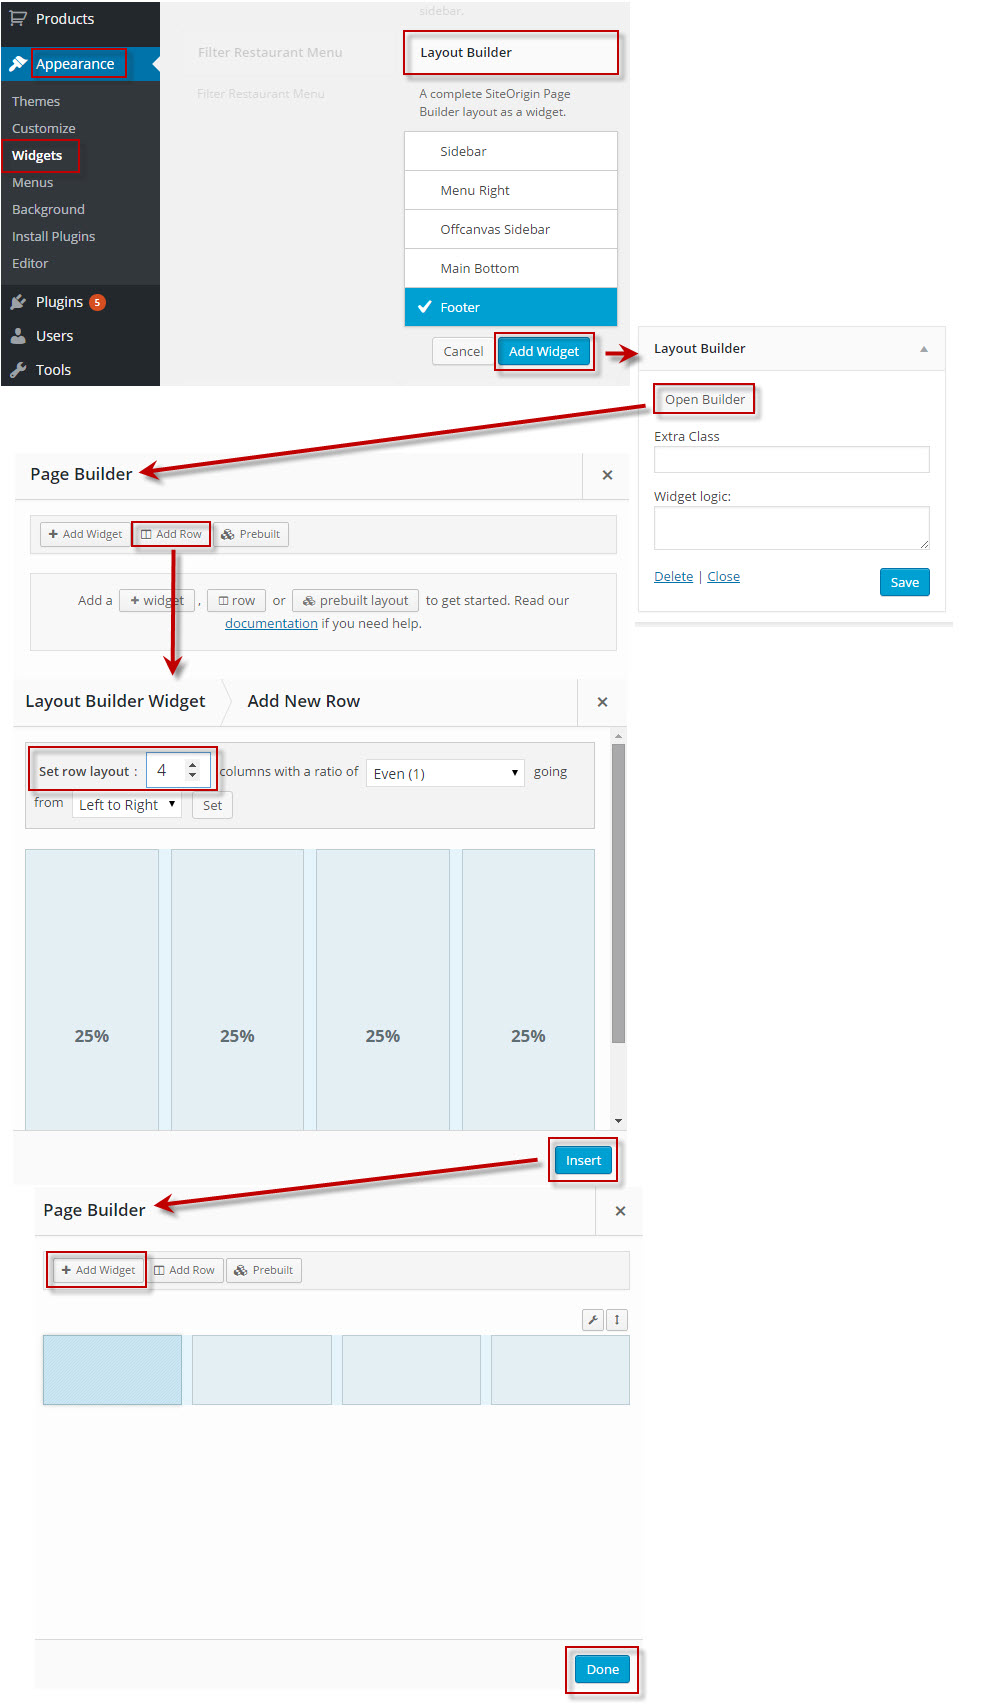 Products
Appearance
Themes
Customize
Widgets
Menus
Background
Install Plugins
Editor
Plugins 5
Users
Tools
sidebar.
Filter Restaurant Menu
Filter Restaurant Menu
Layout Builder
A complete SiteOrigin Page
Builder layout as a widget.
Sidebar
Menu Right
Offcanvas Sidebar
Main Bottom
Footer
Cancel Add Widget
Layout Builder
Open Builder
Extra Class
Widget logic:
Delete | Close Save
Page Builder
Add Widget Add Row Prebuilt
Add a + widget , row or prebuilt layout to get started. Read our
documentation if you need help.
Layout Builder Widget Add New Row
Set row layout : 4 columns with a ratio of Even (1) going
from Left to Right Set
25% 25% 25% 25%
Insert
Page Builder
Add Widget Add Row Prebuilt
Done